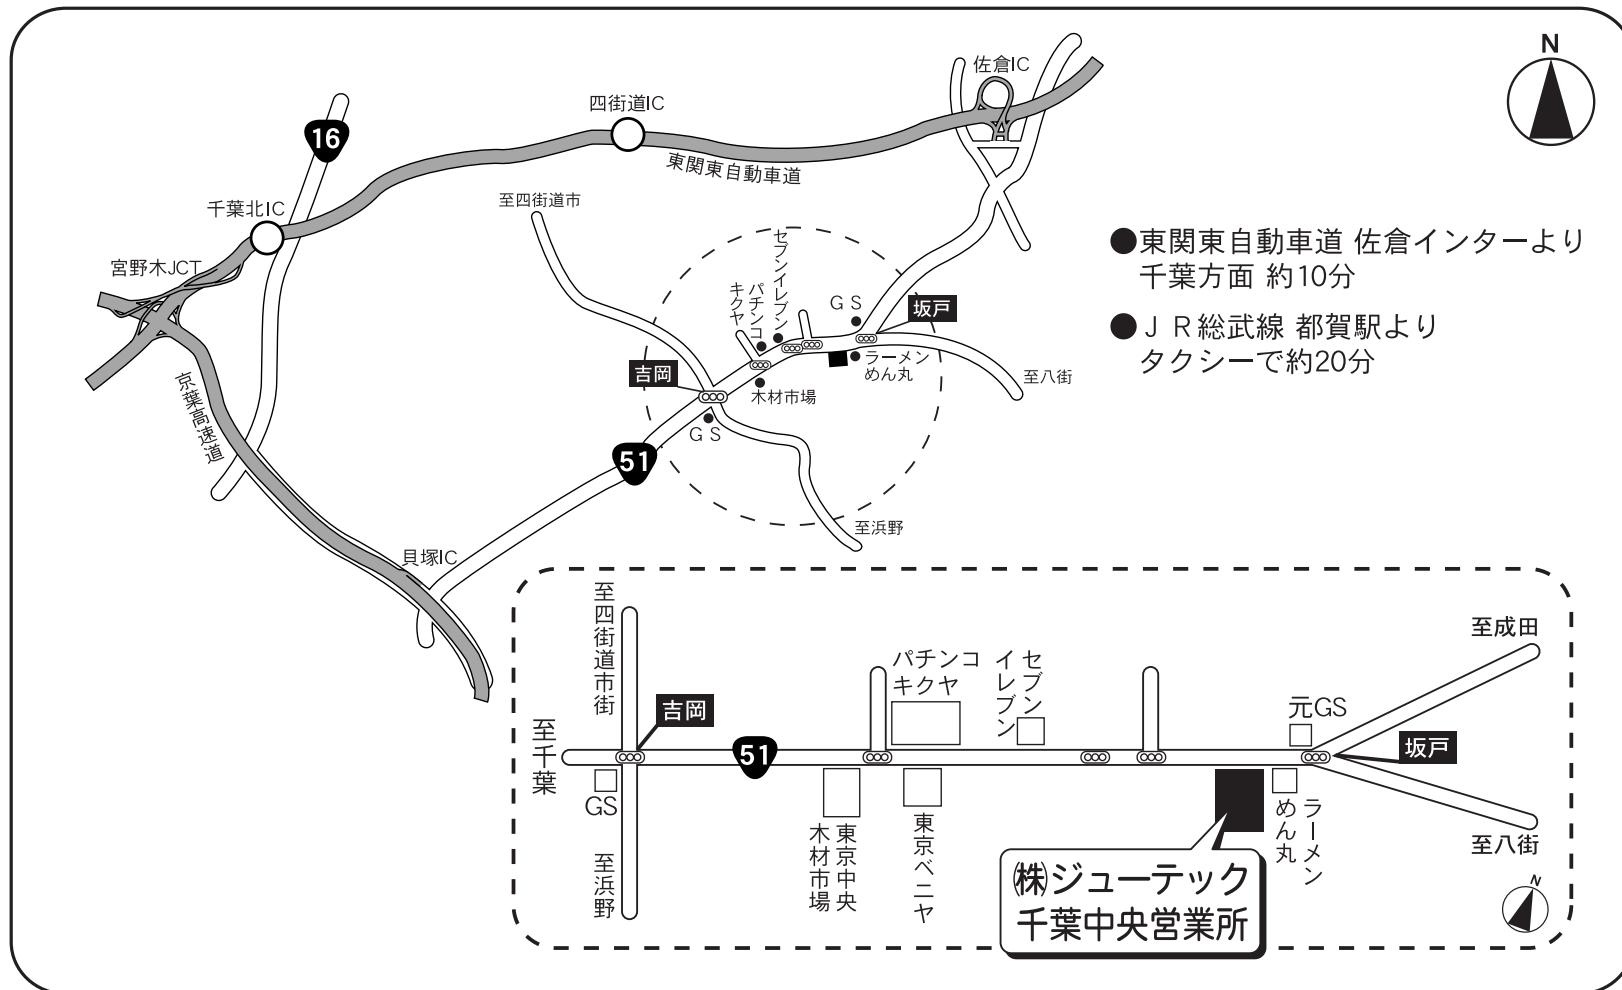 N
佐倉IC
四街道IC
16
東関東自動車道
千葉北IC
至四街道市
宮野木JCT
セブンイレブン
パチンコ
キクヤ
GS
坂戸
ラーメン
めん丸
吉岡
木材市場
至八街
GS
京葉高速道
51
至浜野
貝塚IC
●東関東自動車道 佐倉インターより
千葉方面 約10分
●JR総武線 都賀駅より
タクシーで約20分
至四街道市街
至千葉
吉岡
GS
至浜野
51
パチンコ
キクヤ
セブン
イレブン
元GS
至成田
坂戸
至八街
東京中央
木材市場
東京ベニヤ
ラーメン
めん丸
㈱ジューテック
千葉中央営業所
N